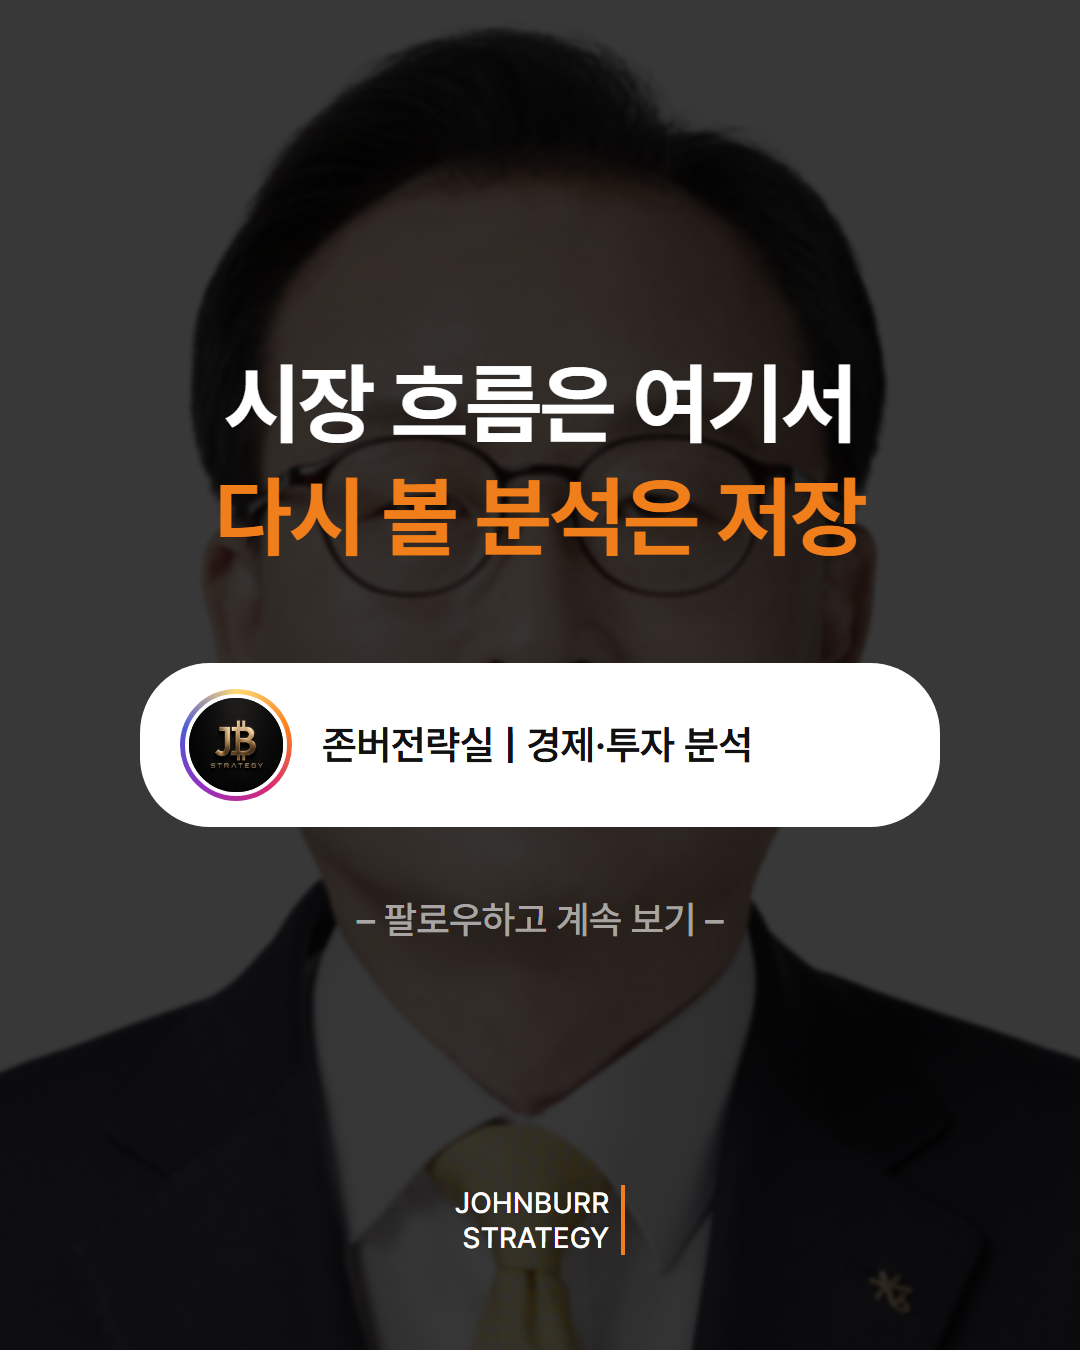 시장 흐름은 여기서
다시 볼 분석은 저장
JB
STRATEGY
존버전략실 | 경제·투자 분석
– 팔로우하고 계속 보기 –
JOHNBURR
STRATEGY